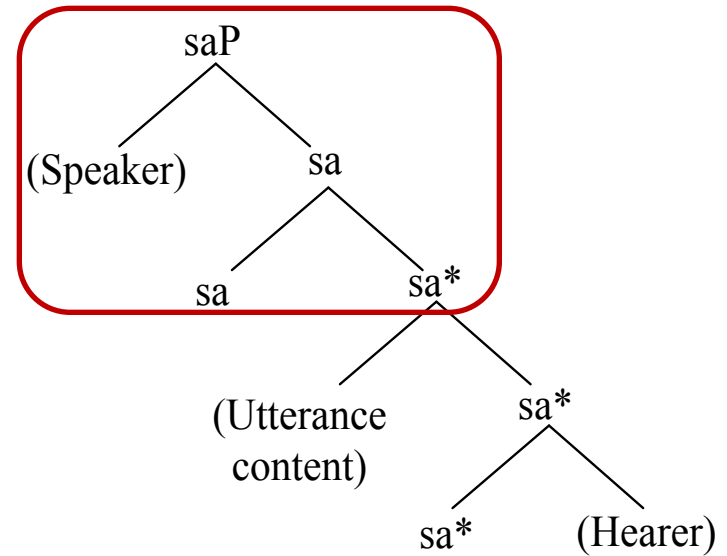 saP
(Speaker)
sa
sa
sa*
(Utterance
content)
sa*
sa*
(Hearer)